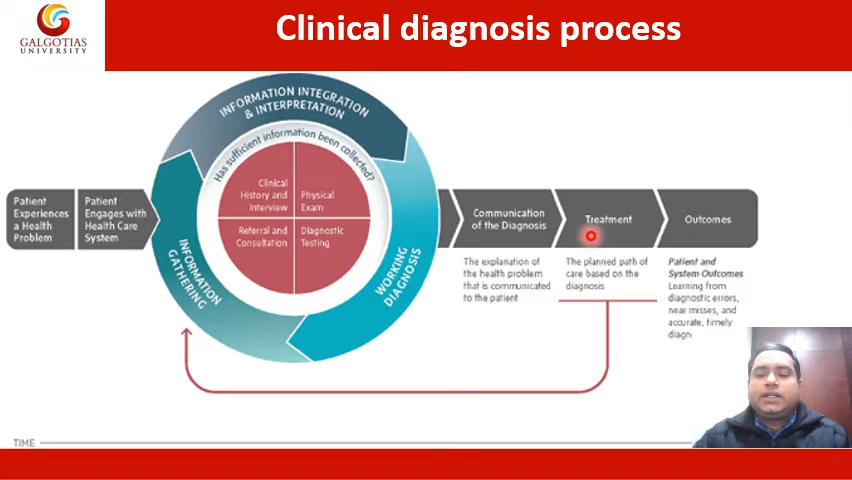 GALGOTIAS
UNIVERSITY
Clinical diagnosis process
INFORMATION INTEGRATION
& INTERPRETATION
Has sufficient information been collected?
Clinical
History and
Interview
Physical
Exam
Referral and
Consultation
Diagnostic
Testing
INFORMATION
GATHERING
WORKING
DIAGNOSIS
Patient
Experiences
a Health
Problem
Patient
Engages with
Health Care
System
Communication
of the Diagnosis
Treatment
Outcomes
The explanation of
the health problem
that is communicated
to the patient
The planned path of
care based on the
diagnosis
Patient and
System Outcomes
Learning from
diagnostic errors,
near misses, and
accurate, timely
diagn
TIME